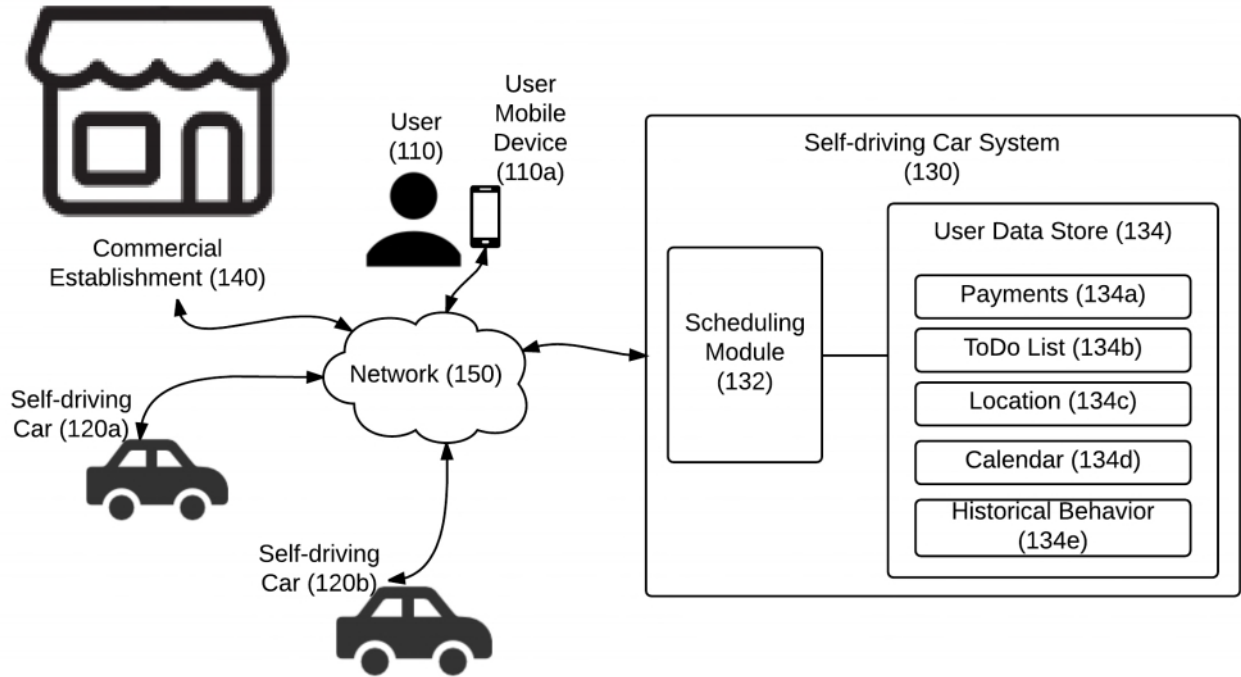 User
Mobile
Device
(110a)
User
(110)
Commercial
Establishment (140)
Network (150)
Self-driving
Car (120a)
Self-driving
Car (120b)
Self-driving Car System
(130)
Scheduling
Module
(132)
User Data Store (134)
Payments (134a)
ToDo List (134b)
Location (134c)
Calendar (134d)
Historical Behavior
(134e)